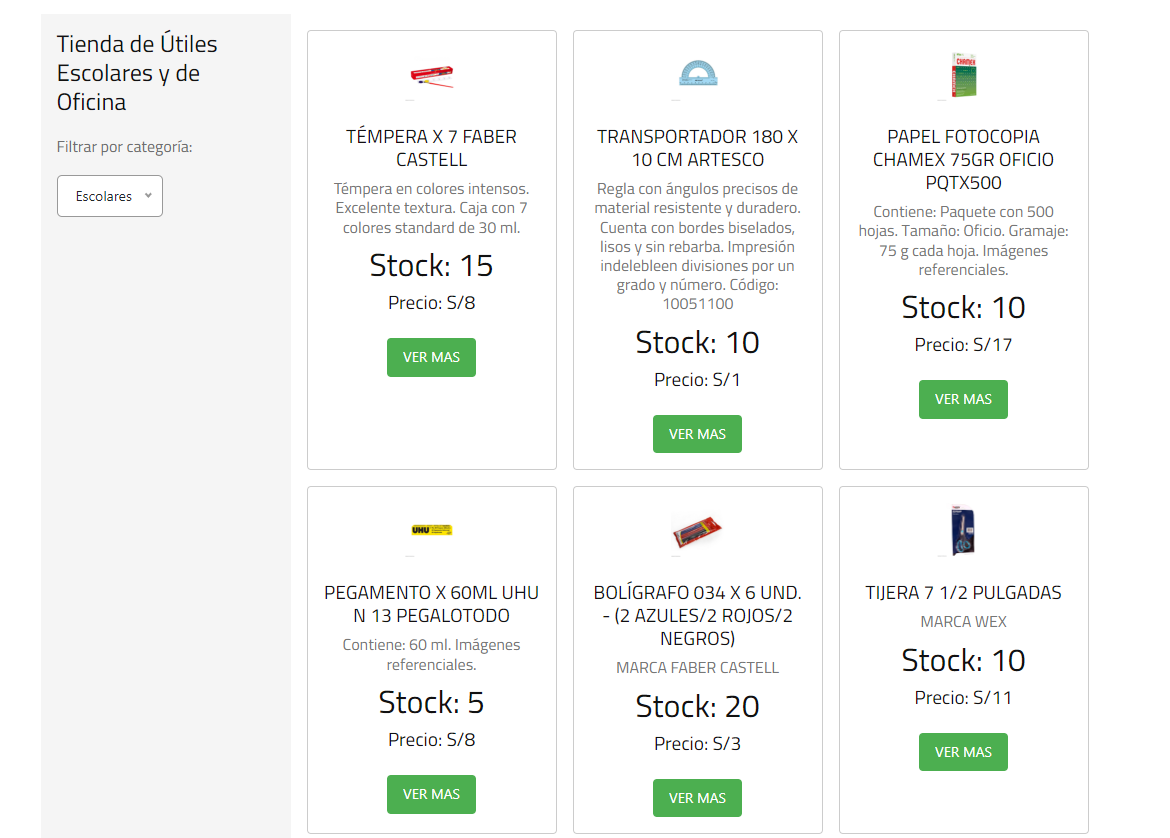 Tienda de Útiles
Escolares y de
Oficina
Filtrar por categoría:
Escolares
TÉMPERA X 7 FABER
CASTELL
Témpera en colores intensos.
Excelente textura. Caja con 7
colores standard de 30 ml.
Stock: 15
Precio: S/8
VER MAS
TRANSPORTADOR 180 X
10 CM ARTESCO
Regla con ángulos precisos de
material resistente y duradero.
Cuenta con bordes biselados,
lisos y sin rebarba. Impresión
indelebleen divisiones por un
grado y número. Código:
10051100
Stock: 10
Precio: S/1
VER MAS
CHAMEX
PAPEL FOTOCOPIA
CHAMEX 75GR OFICIO
PQTX500
Contiene: Paquete con 500
hojas. Tamaño: Oficio. Gramaje:
75 g cada hoja. Imágenes
referenciales.
Stock: 10
Precio: S/17
VER MAS
UHU
PEGAMENTO X 60ML UHU
N 13 PEGALOTODO
Contiene: 60 ml. Imágenes
referenciales.
Stock: 5
Precio: S/8
VER MAS
BOLÍGRAFO 034 X 6 UND.
- (2 AZULES/2 ROJOS/2
NEGROS)
MARCA FABER CASTELL
Stock: 20
Precio: S/3
VER MAS
TIJERA 7 1/2 PULGADAS
MARCA WEX
Stock: 10
Precio: S/11
VER MAS